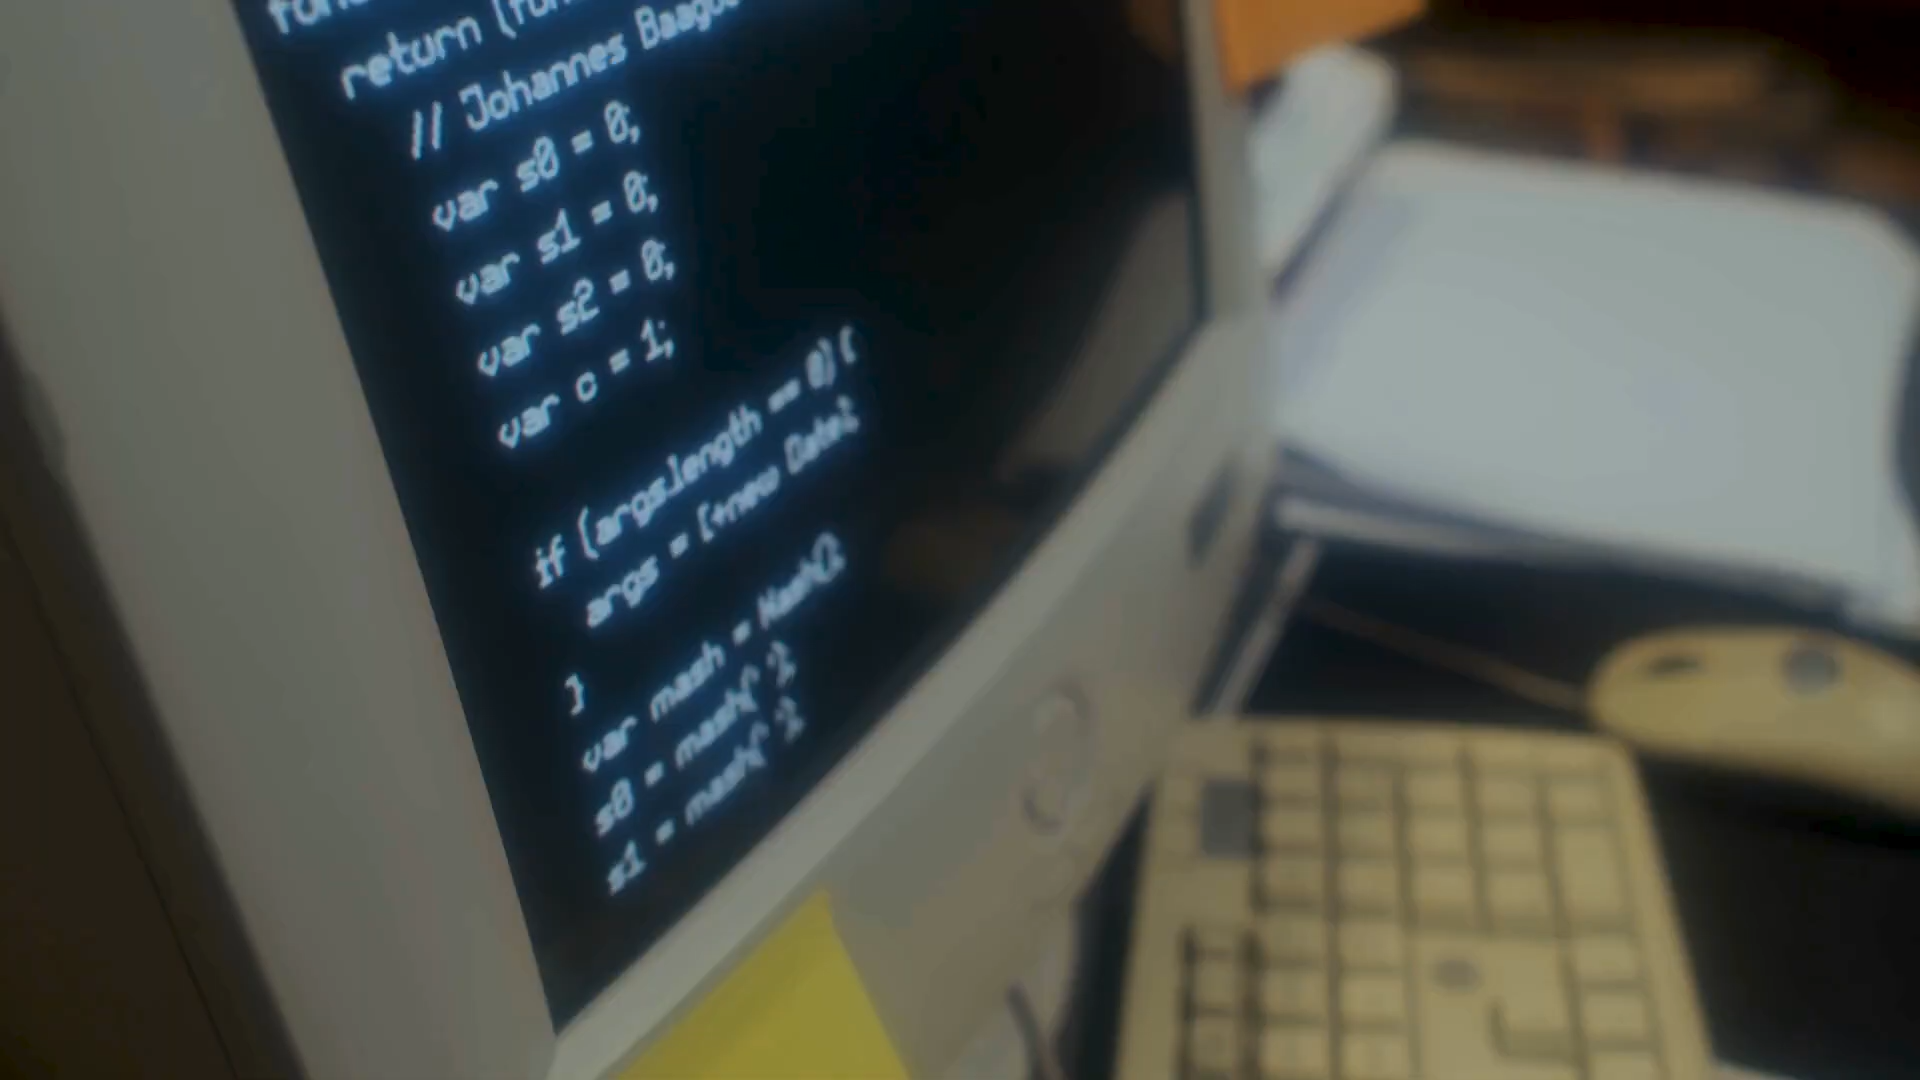 return (fun
// Johannes Baagøe
var s0 = 0;
var s1 = 0;
var s2 = 0;
var c = 1;
if (args.length == 0) {
args = [+new Date];
}
var mash = Mash();
s0 = mash(' ');
s1 = mash(' ');